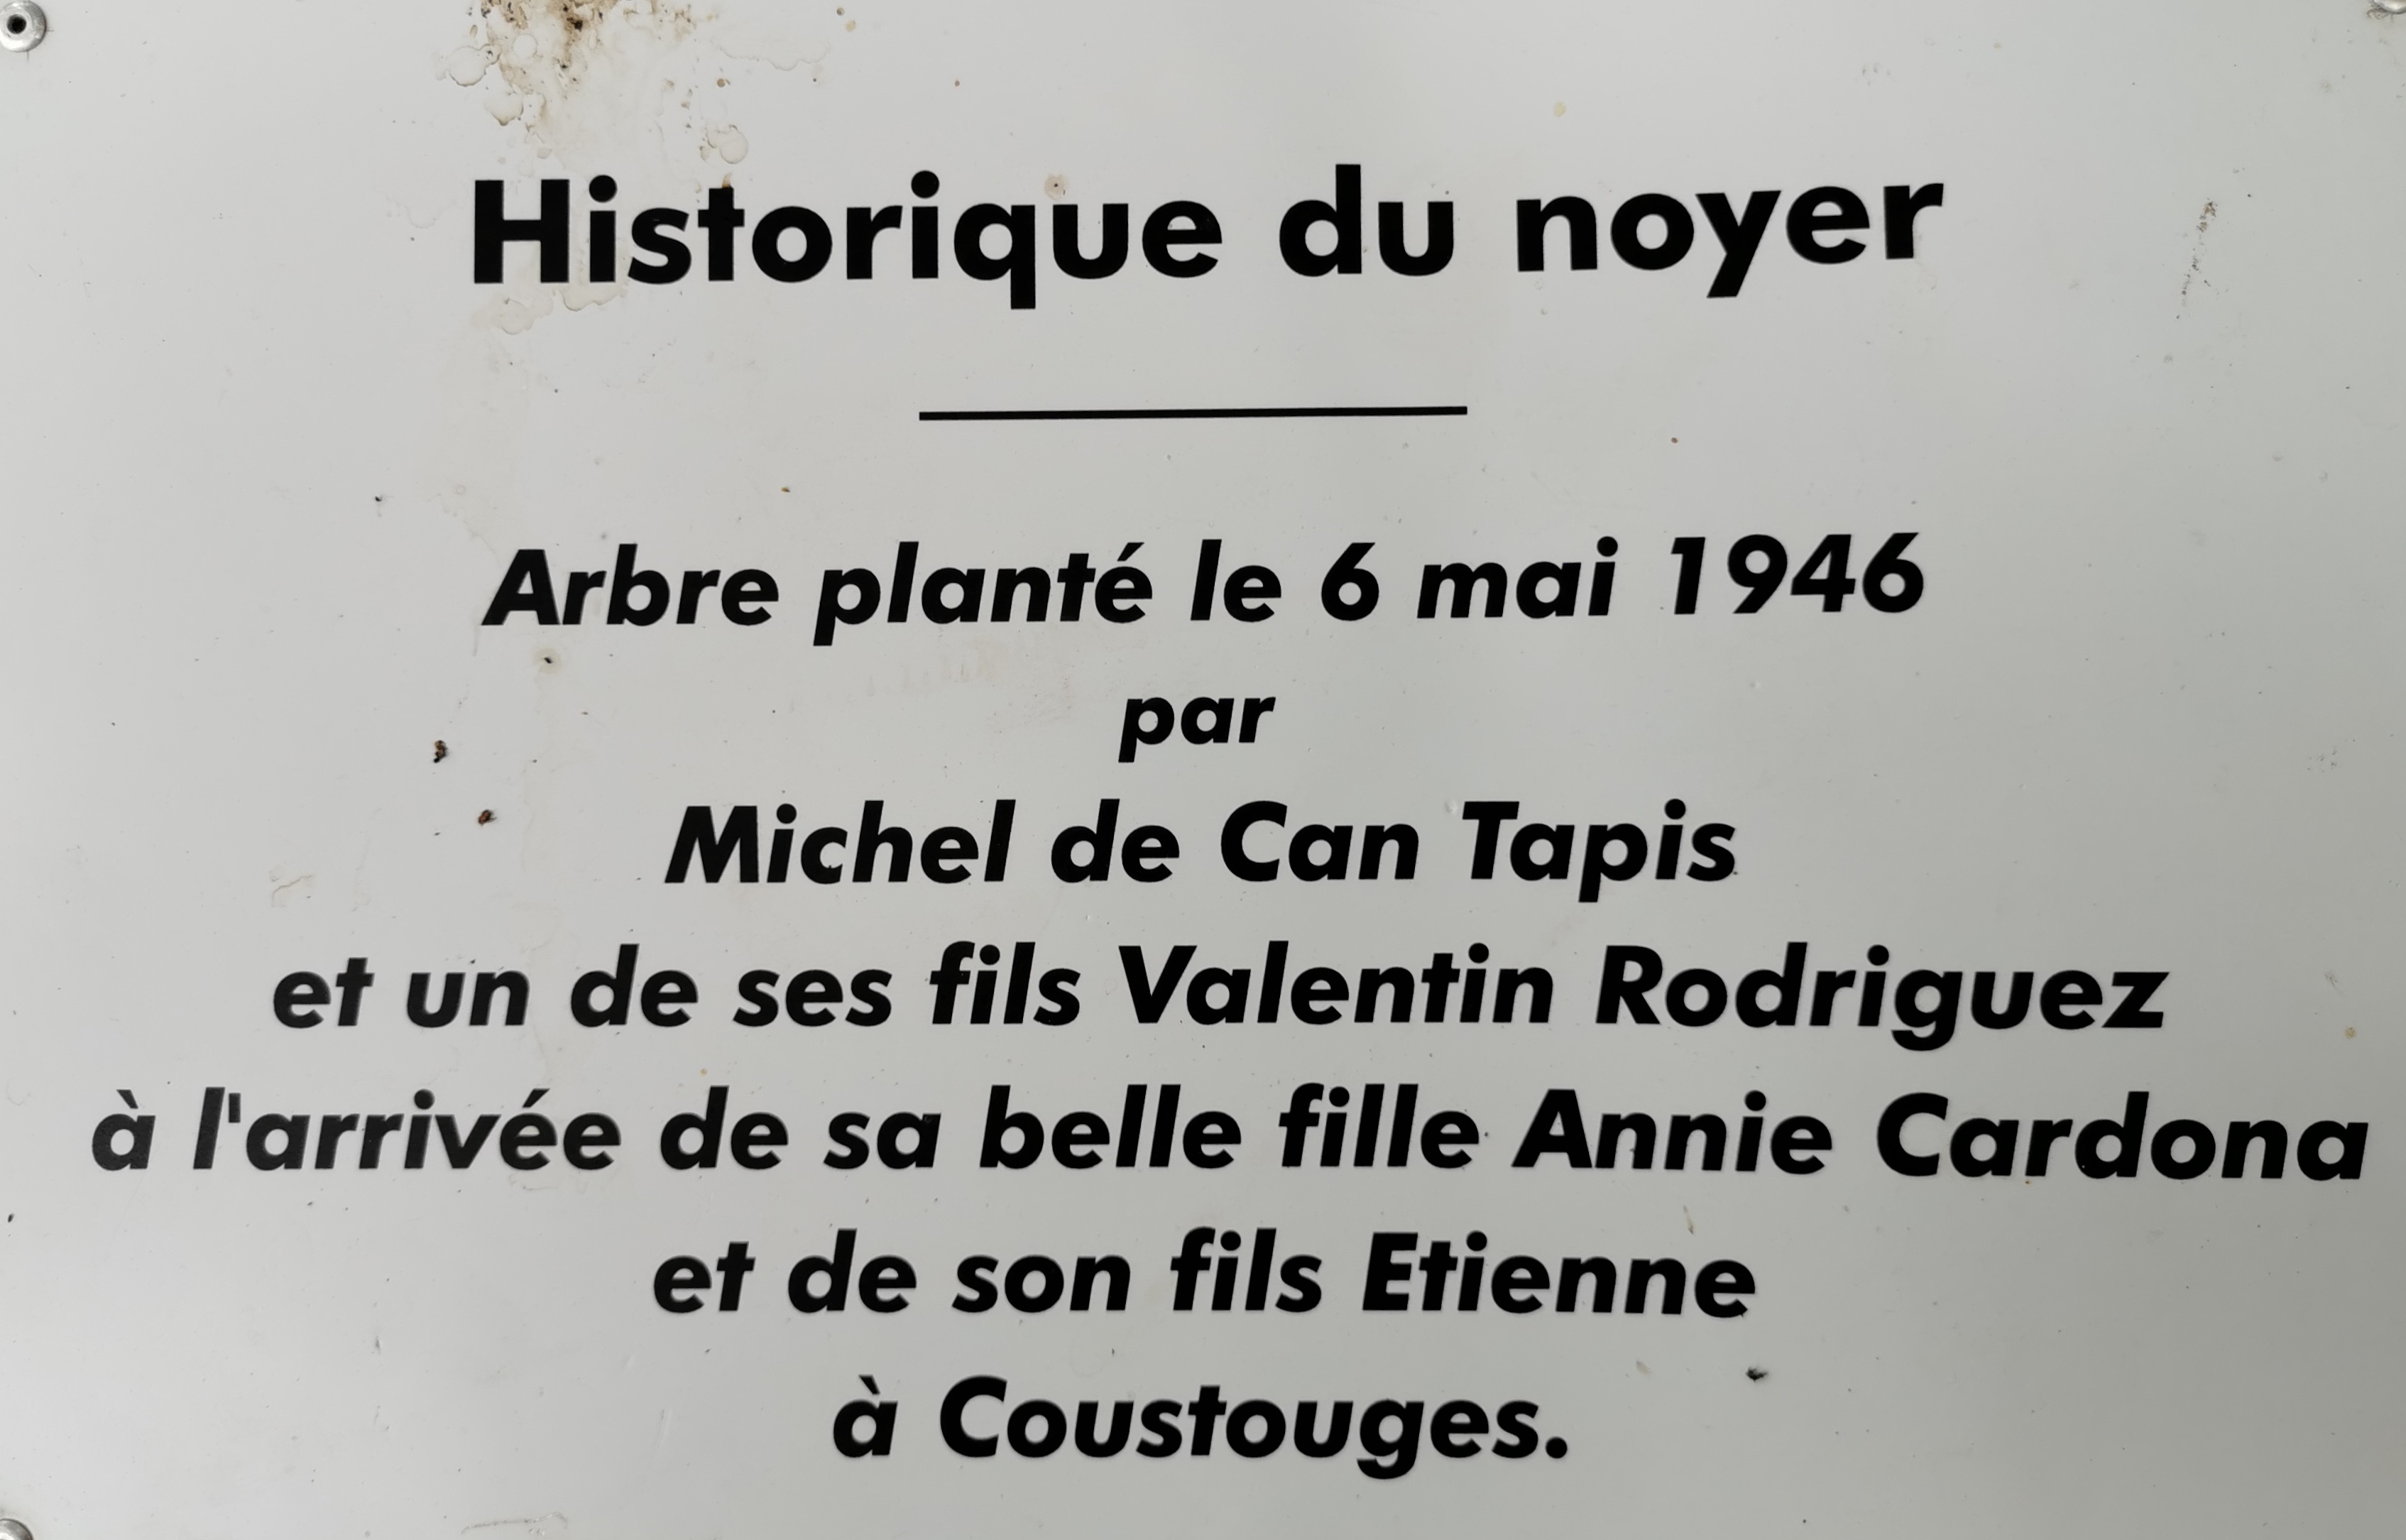 Historique du noyer
Arbre planté le 6 mai 1946
par
Michel de Can Tapis
et un de ses fils Valentin Rodriguez
à l'arrivée de sa belle fille Annie Cardona
et de son fils Etienne
à Coustouges.